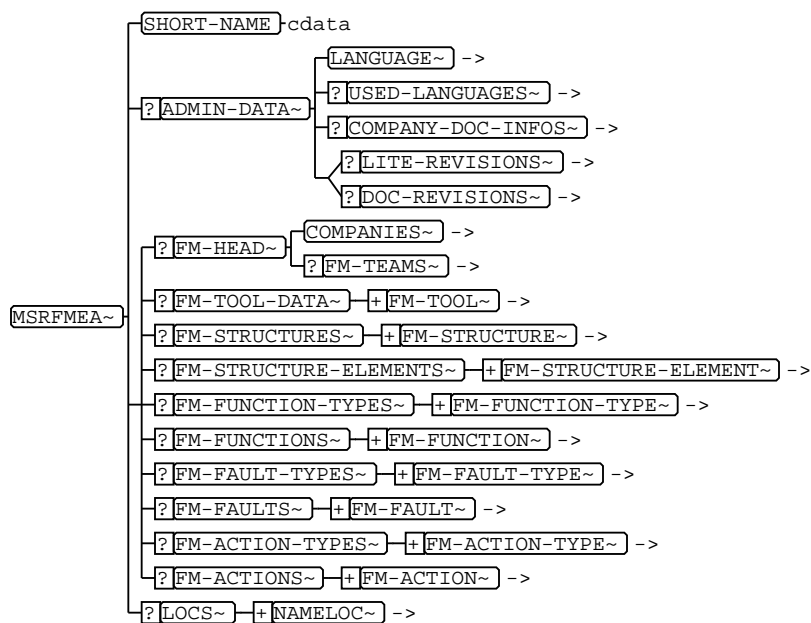 SHORT-NAME cdata
LANGUAGE~ ->
? USED-LANGUAGES~ ->
? ADMIN-DATA~
? COMPANY-DOC-INFOS~ ->
? LITE-REVISIONS~ ->
? DOC-REVISIONS~ ->
COMPANIES~ ->
? FM-HEAD~
? FM-TEAMS~ ->
? FM-TOOL-DATA~ + FM-TOOL~ ->
MSRFMEA~
? FM-STRUCTURES~ + FM-STRUCTURE~ ->
? FM-STRUCTURE-ELEMENTS~ + FM-STRUCTURE-ELEMENT~ ->
? FM-FUNCTION-TYPES~ + FM-FUNCTION-TYPE~ ->
? FM-FUNCTIONS~ + FM-FUNCTION~ ->
? FM-FAULT-TYPES~ + FM-FAULT-TYPE~ ->
? FM-FAULTS~ + FM-FAULT~ ->
? FM-ACTION-TYPES~ + FM-ACTION-TYPE~ ->
? FM-ACTIONS~ + FM-ACTION~ ->
? LOCS~ + NAMELOC~ ->